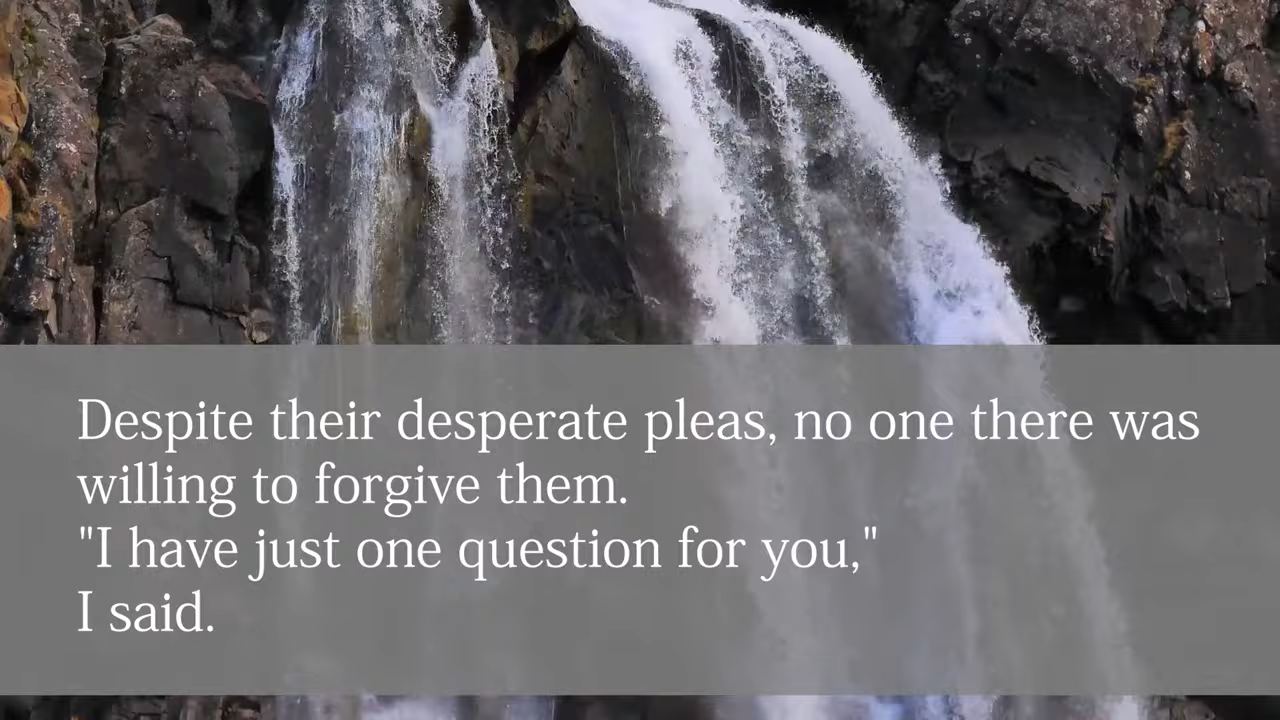 Despite their desperate pleas, no one there was
willing to forgive them.
"I have just one question for you,"
I said.